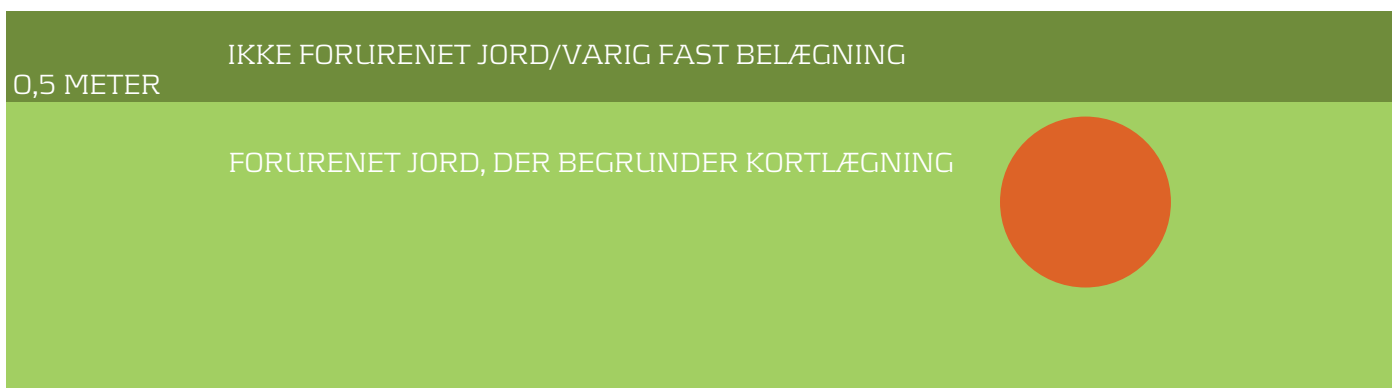 IKKE FORURENET JORD/VARIG FAST BELÆGNING
0,5 METER
FORURENET JORD, DER BEGRUNDER KORTLÆGNING